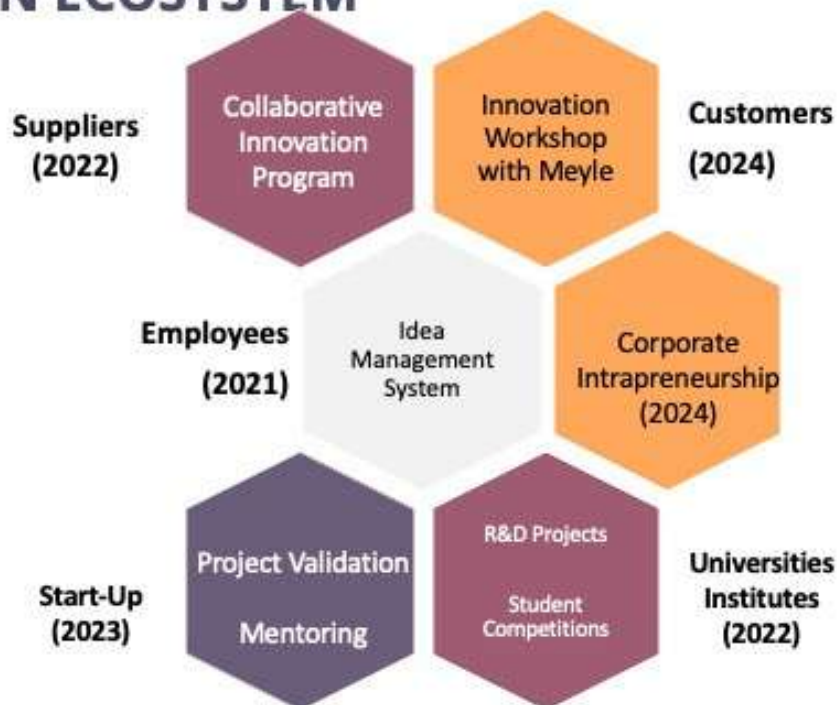 N ECOSYSTEM
Suppliers
(2022)
Collaborative
Innovation
Program
Innovation
Workshop
with Meyle
Customers
(2024)
Employees
(2021)
Idea
Management
System
Corporate
Intrapreneurship
(2024)
Start-Up
(2023)
Project Validation
Mentoring
R&D Projects
Student
Competitions
Universities
Institutes
(2022)